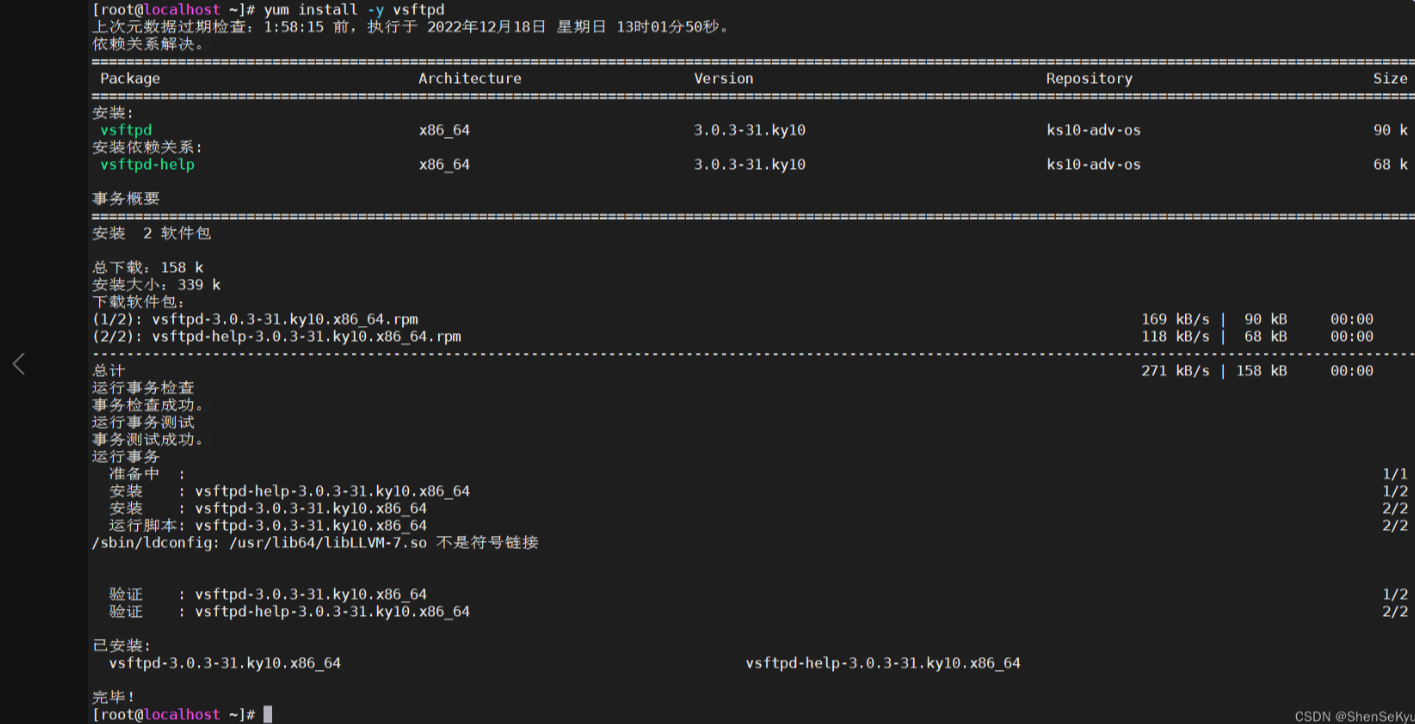 [root@localhost ~]# yum install -y vsftpd
上次元数据过期检查：1:58:15 前，执行于 2022年12月18日 星期日 13时01分50秒。
依赖关系解决。
Package Architecture Version Repository Size
安装:
vsftpd x86_64 3.0.3-31.ky10 ks10-adv-os 90 k
安装依赖关系:
vsftpd-help x86_64 3.0.3-31.ky10 ks10-adv-os 68 k
事务概要
安装 2 软件包
总下载：158 k
安装大小：339 k
下载软件包：
(1/2): vsftpd-3.0.3-31.ky10.x86_64.rpm 169 kB/s | 90 kB 00:00
(2/2): vsftpd-help-3.0.3-31.ky10.x86_64.rpm 118 kB/s | 68 kB 00:00
总计 271 kB/s | 158 kB 00:00
运行事务检查
事务检查成功。
运行事务测试
事务测试成功。
运行事务
准备中 : 1/1
安装 : vsftpd-help-3.0.3-31.ky10.x86_64 1/2
安装 : vsftpd-3.0.3-31.ky10.x86_64 2/2
运行脚本: vsftpd-3.0.3-31.ky10.x86_64 2/2
/sbin/ldconfig: /usr/lib64/libLLVM-7.so 不是符号链接
验证 : vsftpd-3.0.3-31.ky10.x86_64 1/2
验证 : vsftpd-help-3.0.3-31.ky10.x86_64 2/2
已安装:
vsftpd-3.0.3-31.ky10.x86_64 vsftpd-help-3.0.3-31.ky10.x86_64
完毕！
[root@localhost ~]#
CSDN @ShenSeKyu